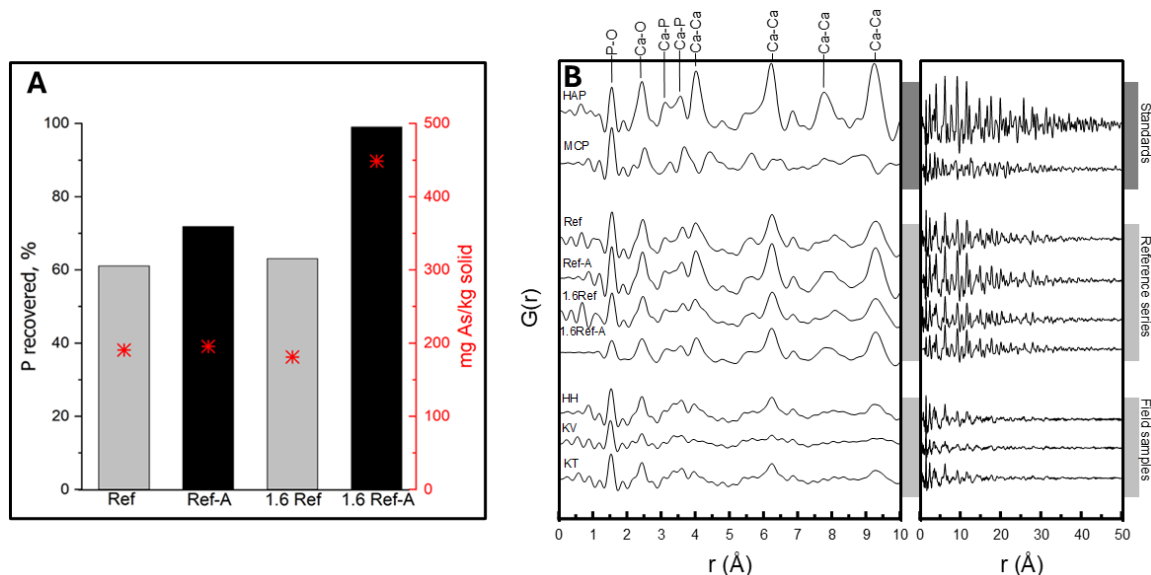 A
P recovered, %
100
80
60
40
20
0
Ref
Ref-A
1.6 Ref
1.6 Ref-A
500
400
300
200
100
0
mg As/kg solid
B
P-O
Ca-O
Ca-P
Ca-P
Ca-Ca
Ca-Ca
Ca-Ca
Ca-Ca
G(r)
HAP
MCP
Ref
Ref-A
1.6Ref
1.6Ref-A
HH
KV
KT
0 1 2 3 4 5 6 7 8 9 10
r (Å)
0 10 20 30 40 50
r (Å)
Standards
Reference series
Field samples